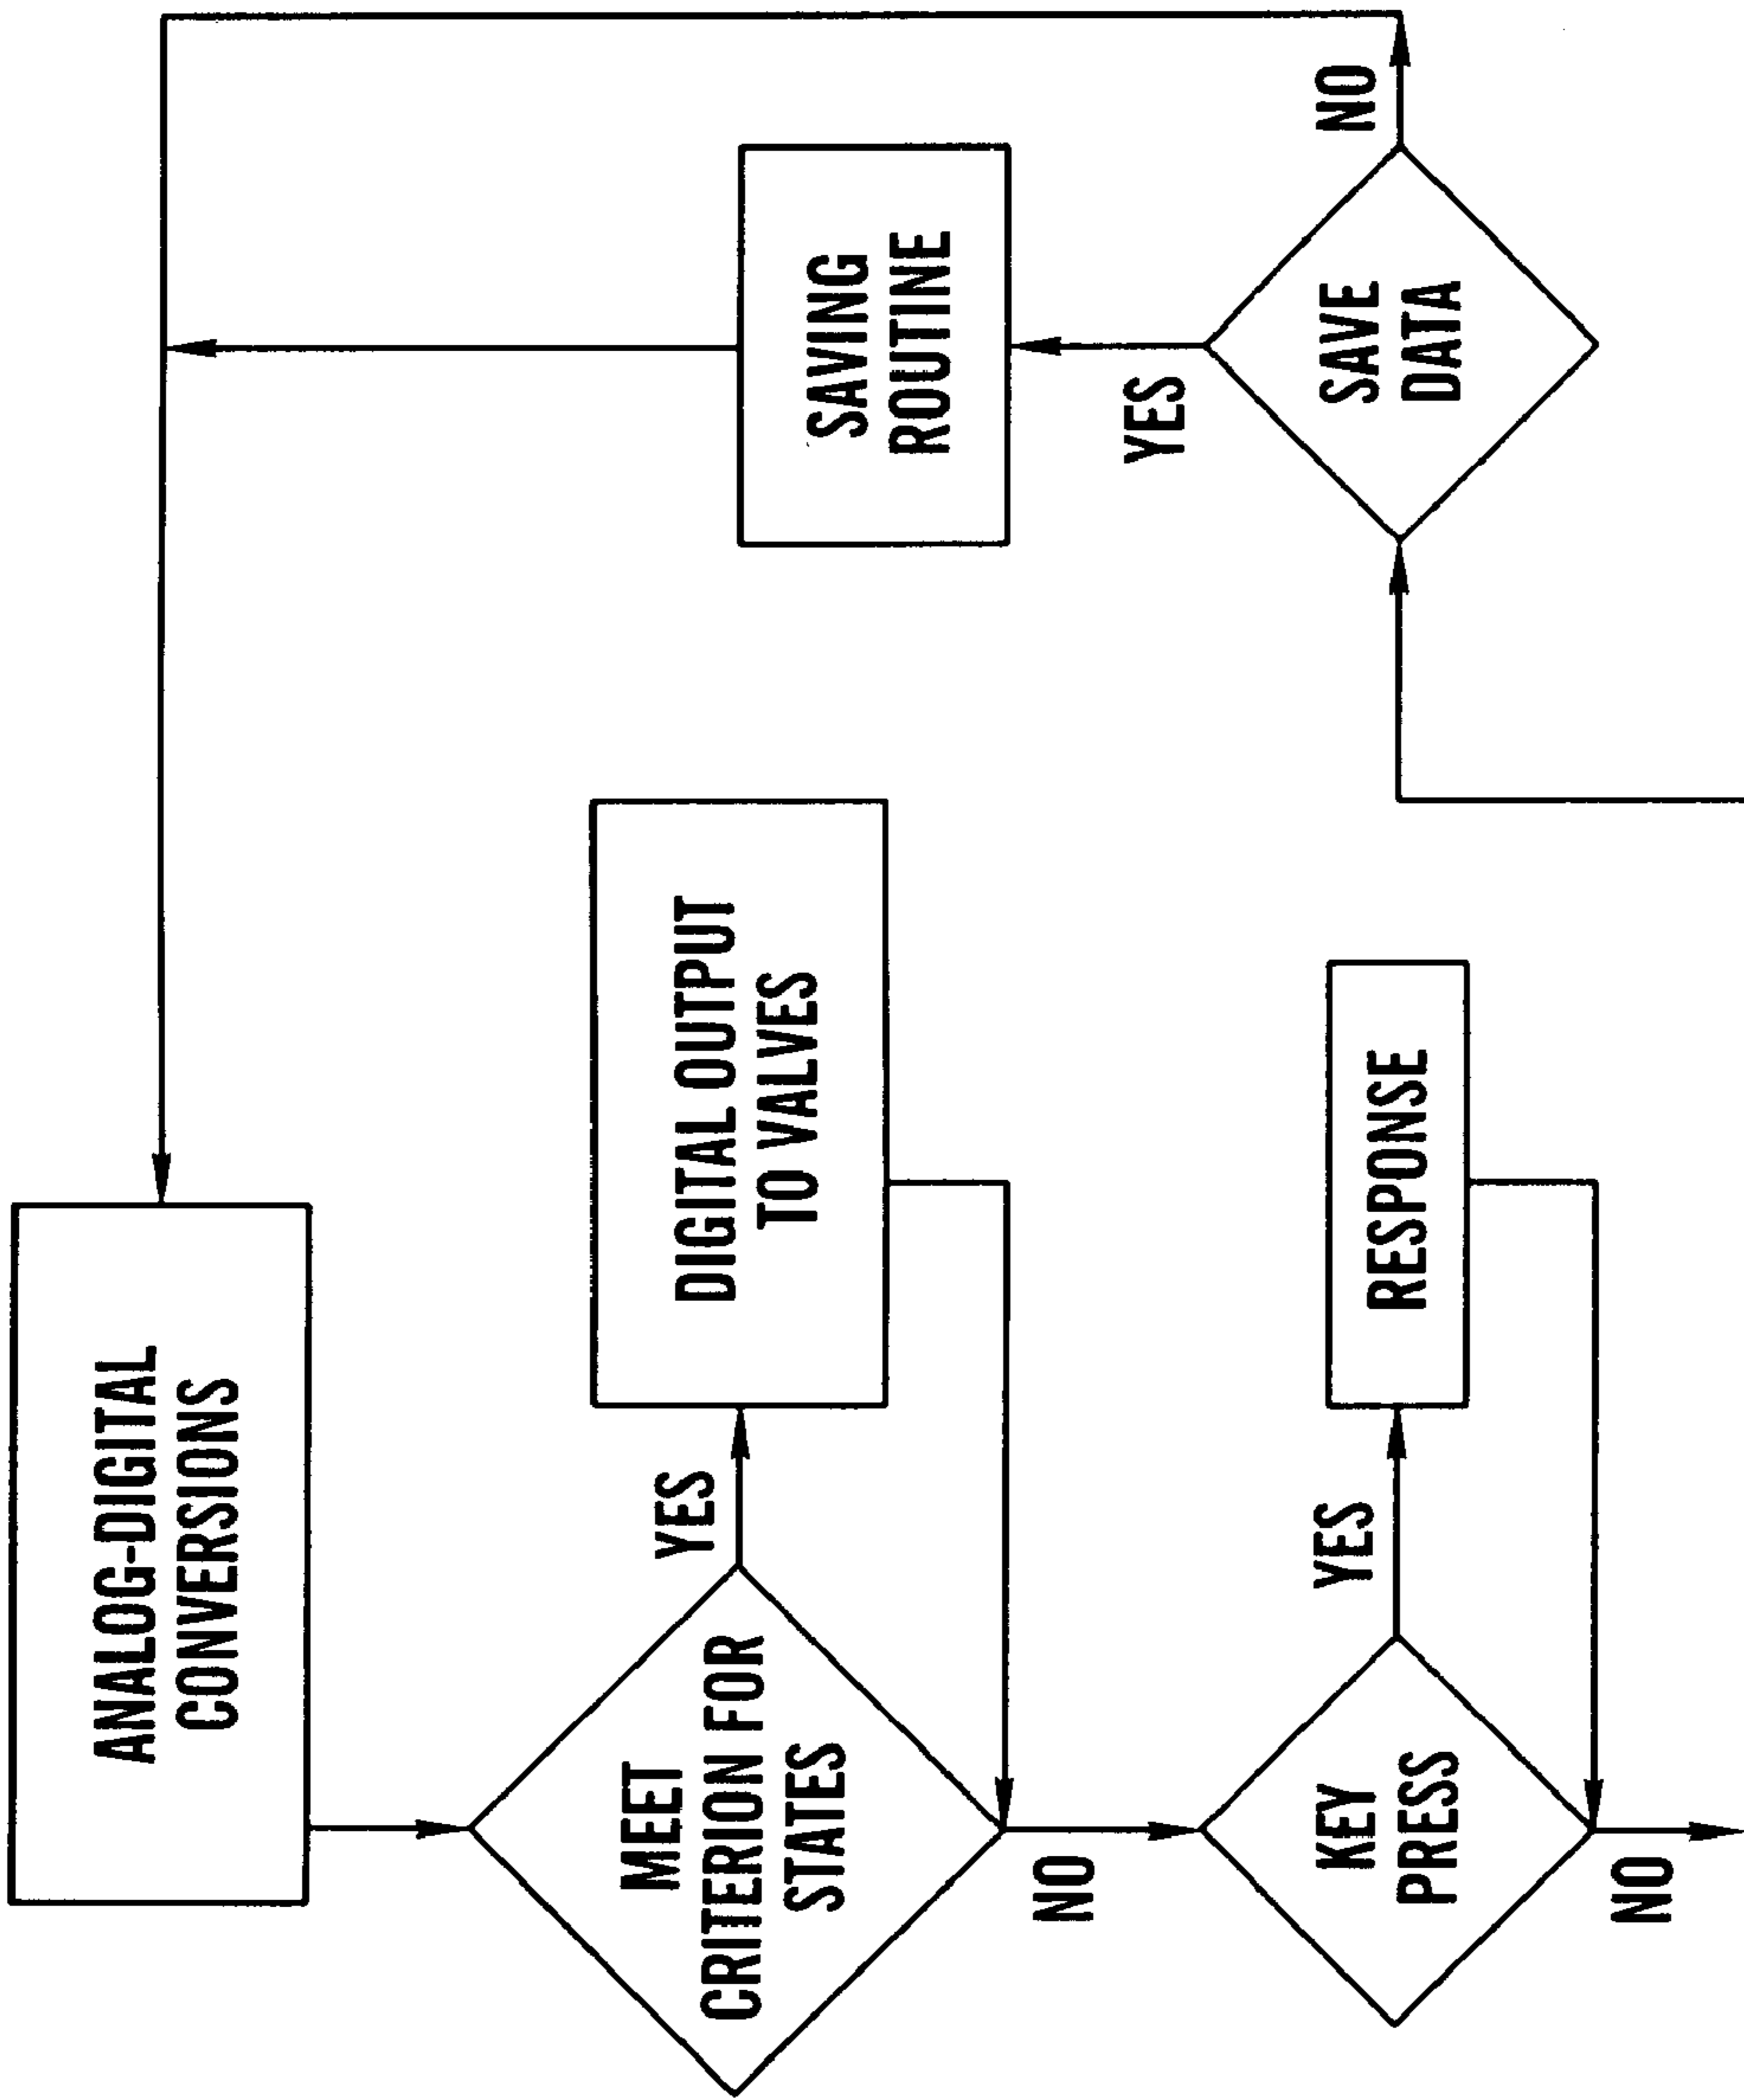 ANALOG-DIGITAL
CONVERSIONS
MEET
CRITERION FOR
STATES
YES
DIGITAL OUTPUT
TO VALVES
NO
KEY
PRESS
YES
RESPONSE
NO
SAVE
DATA
YES
SAVING
ROUTINE
NO